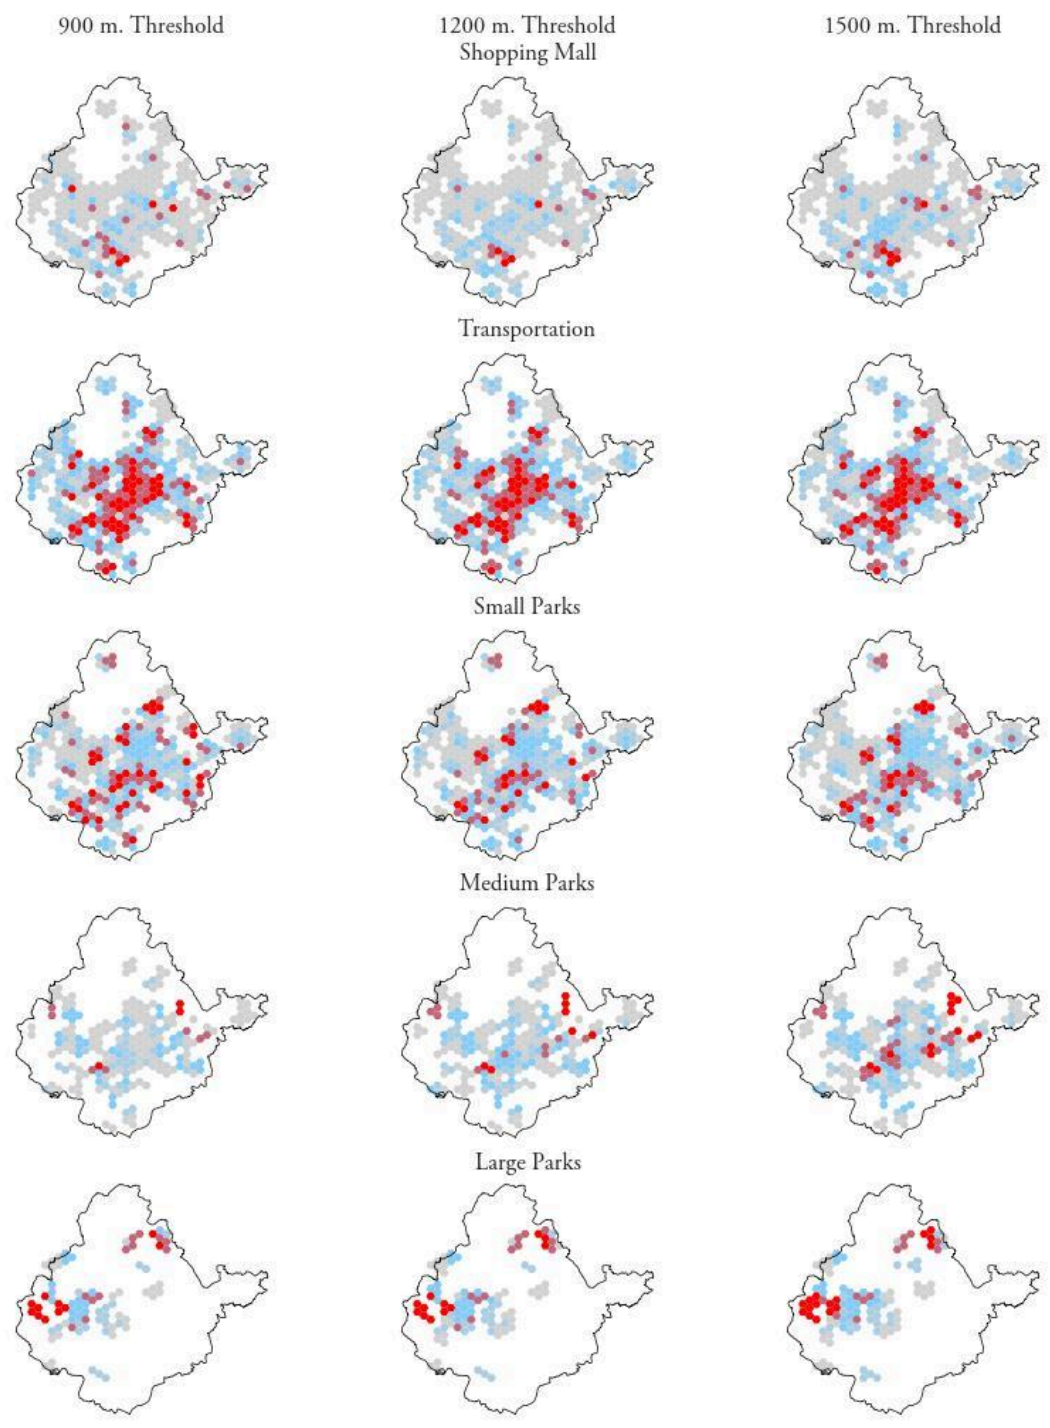 900 m. Threshold
1200 m. Threshold
1500 m. Threshold
Shopping Mall
Transportation
Small Parks
Medium Parks
Large Parks